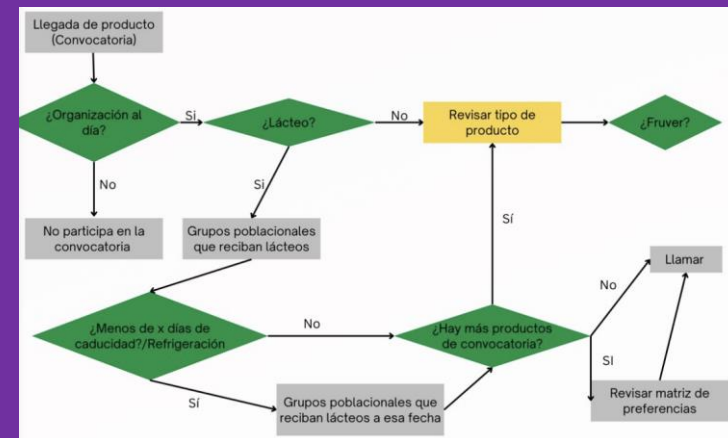 Llegada de producto
(Convocatoria)
¿Organización al
día?
Si
¿Lácteo?
No
Revisar tipo de
producto
¿Fruver?
No
Si
No participa en la
convocatoria
Grupos poblacionales
que reciban lácteos
Sí
Llamar
No
¿Menos de x días de
caducidad?/Refrigeración
No
¿Hay más productos
de convocatoria?
SI
Sí
Grupos poblacionales que
reciban lácteos a esa fecha
Revisar matriz de
preferencias